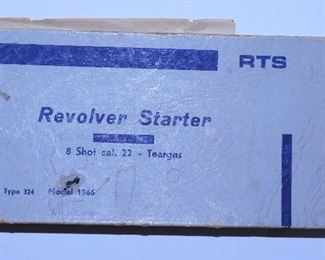 RTS
Revolver Starter
8 Shot cal. 22 - Teargas
Type 324 Model 1966